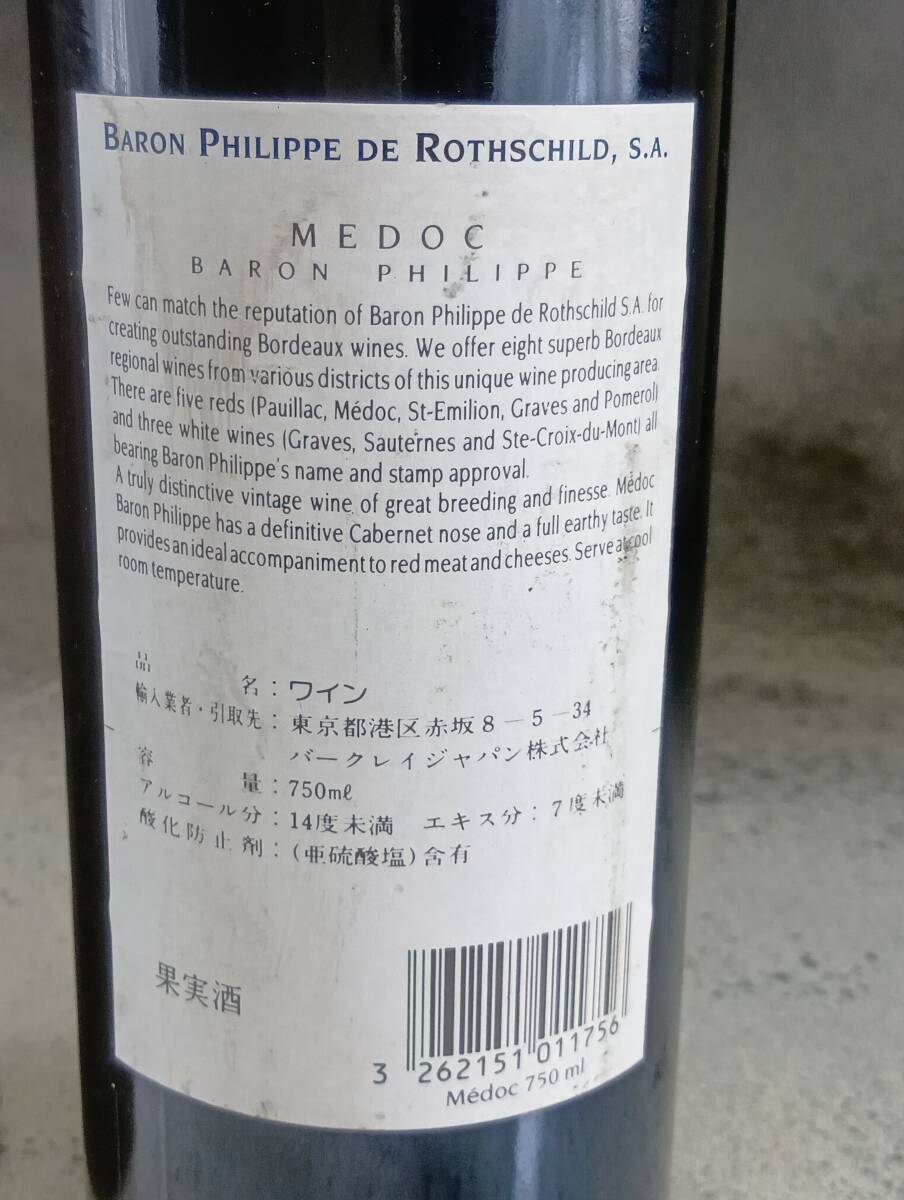 BARON PHILIPPE DE ROTHSCHILD, S.A.
MEDOC
BARON PHILIPPE
Few can match the reputation of Baron Philippe de Rothschild S.A. for
creating outstanding Bordeaux wines. We offer eight superb Bordeaux
regional wines from various districts of this unique wine producing area.
There are five reds (Pauillac, Médoc, St-Emilion, Graves and Pomerol)
and three white wines (Graves, Sauternes and Ste-Croix-du-Mont) all
bearing Baron Philippe's name and stamp approval.
A truly distinctive vintage wine of great breeding and finesse. Médoc
Baron Philippe has a definitive Cabernet nose and a full earthy taste. It
provides an ideal accompaniment to red meat and cheeses. Serve at cool
room temperature.
品名：ワイン
輸入業者・引取先：東京都港区赤坂8－5－34
バークレイジャパン株式会社
容量：750mℓ
アルコール分：14度未満 エキス分：7度未満
酸化防止剤：(亜硫酸塩)含有
果実酒
3 262151 011756
Médoc 750 ml